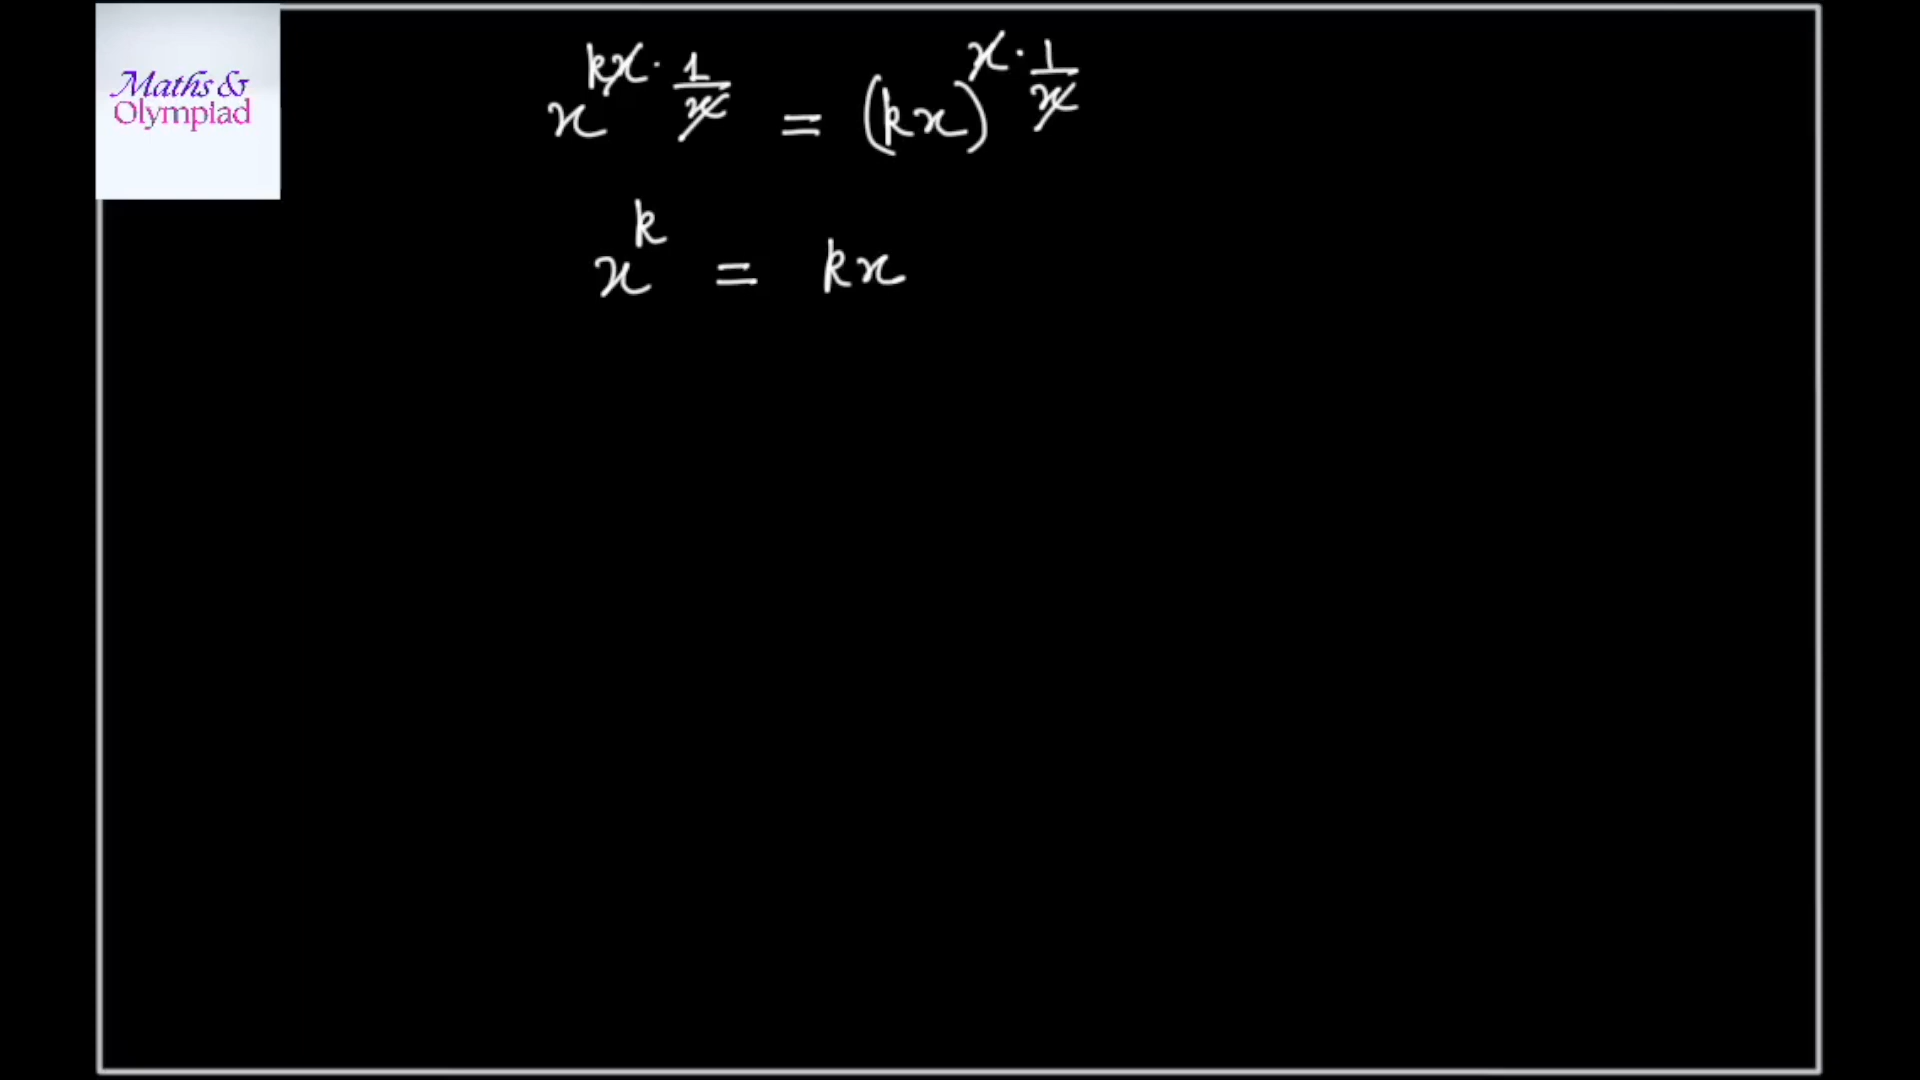 Maths &
Olympiad
x^{kx · 1/x} = (kx)^{x · 1/x}
x^k = kx